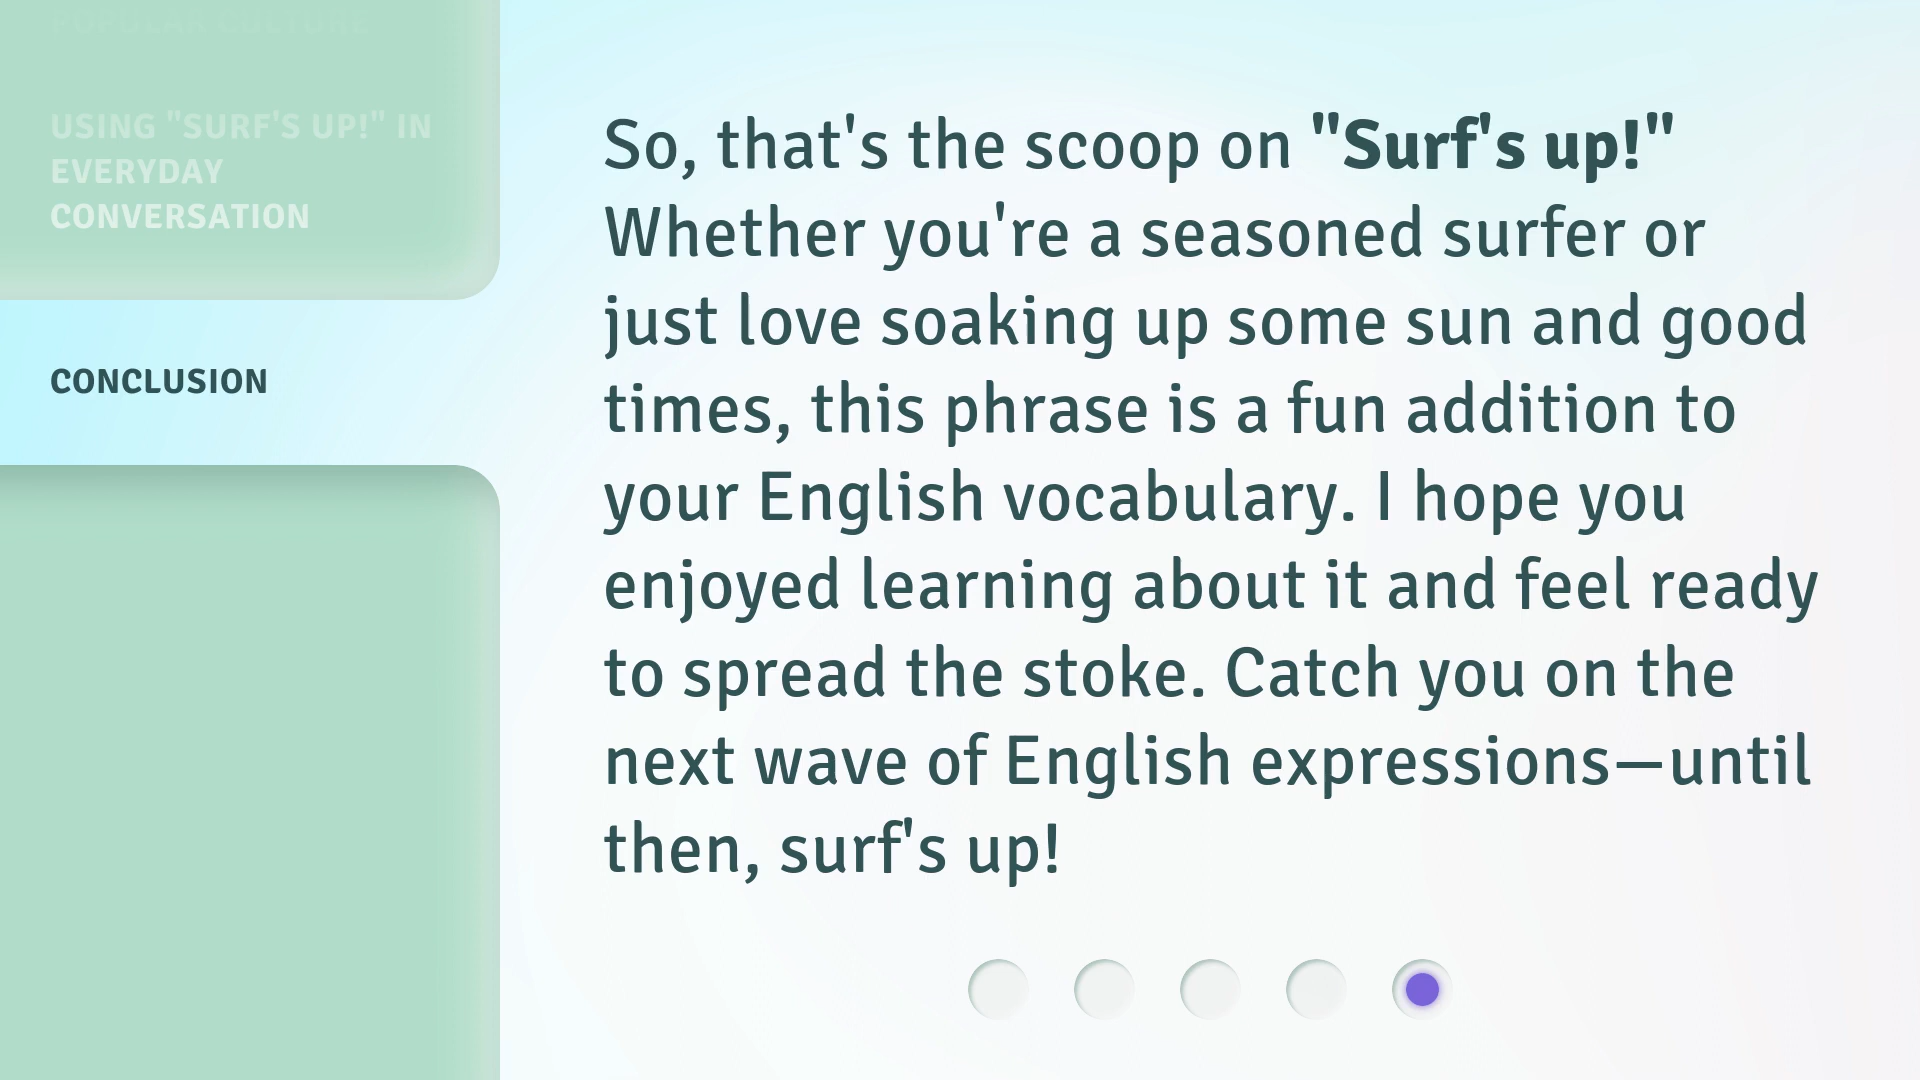 POPULAR CULTURE
USING "SURF'S UP!" IN
EVERYDAY
CONVERSATION
CONCLUSION
So, that's the scoop on "Surf's up!"
Whether you're a seasoned surfer or
just love soaking up some sun and good
times, this phrase is a fun addition to
your English vocabulary. I hope you
enjoyed learning about it and feel ready
to spread the stoke. Catch you on the
next wave of English expressions—until
then, surf's up!